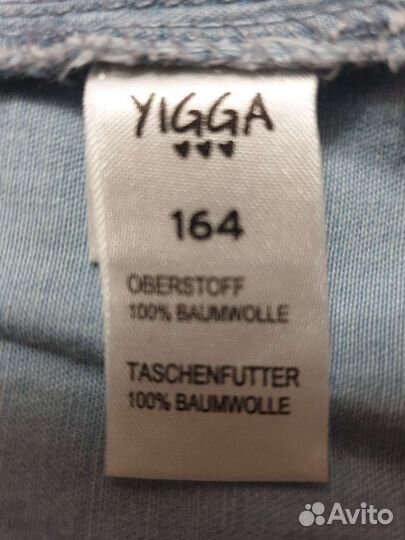 YIGGA
164
OBERSTOFF
100% BAUMWOLLE
TASCHENFUTTER
100% BAUMWOLLE
Avito